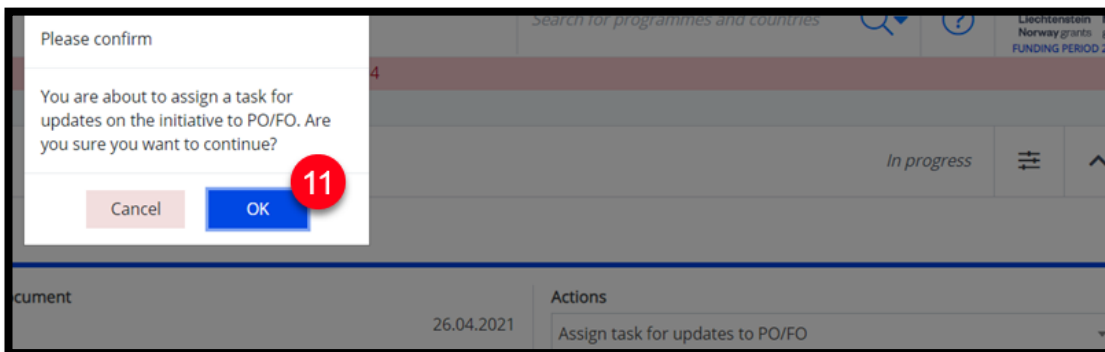 Please confirm
You are about to assign a task for
updates on the initiative to PO/FO. Are
you sure you want to continue?
Cancel
OK
11
Search for programmes and countries
?
Liechtenstein
Norway grants
FUNDING PERIOD 2
4
In progress
cument
26.04.2021
Actions
Assign task for updates to PO/FO